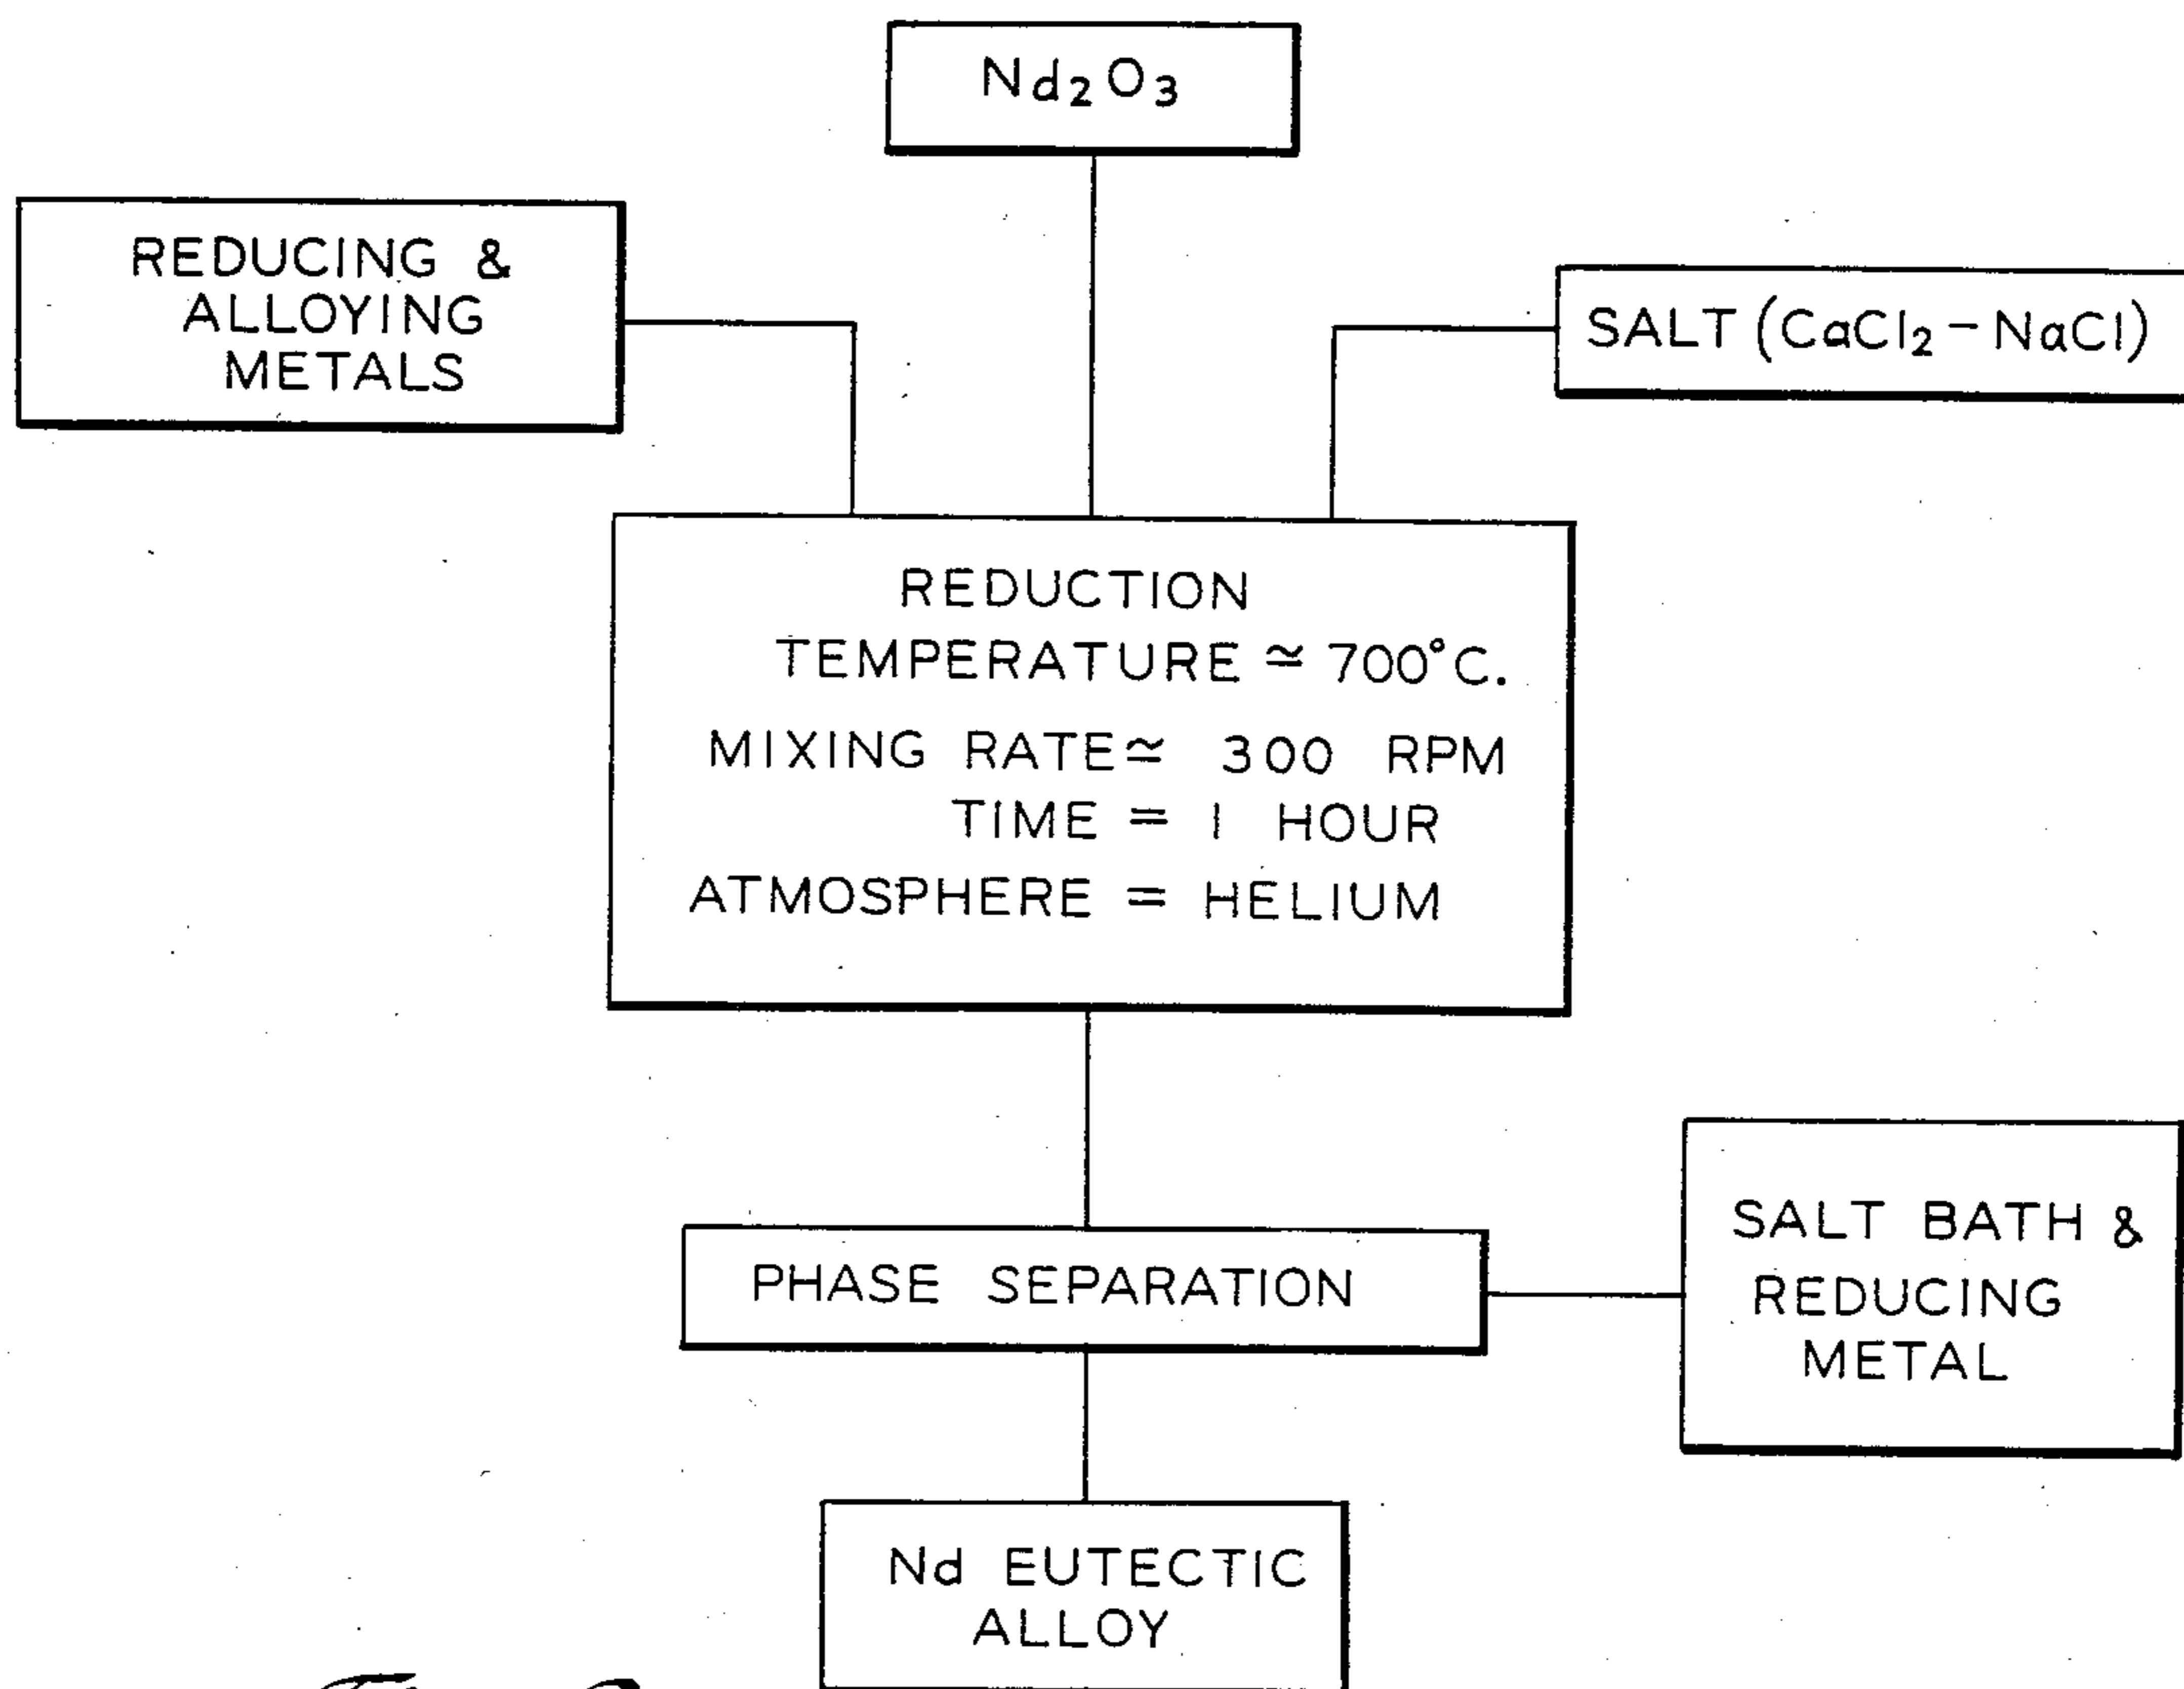 Nd₂O₃
REDUCING &
ALLOYING
METALS
SALT (CaCl₂-NaCl)
REDUCTION
TEMPERATURE ≃ 700°C.
MIXING RATE ≃ 300 RPM
TIME = 1 HOUR
ATMOSPHERE = HELIUM
PHASE SEPARATION
SALT BATH &
REDUCING
METAL
Nd EUTECTIC
ALLOY